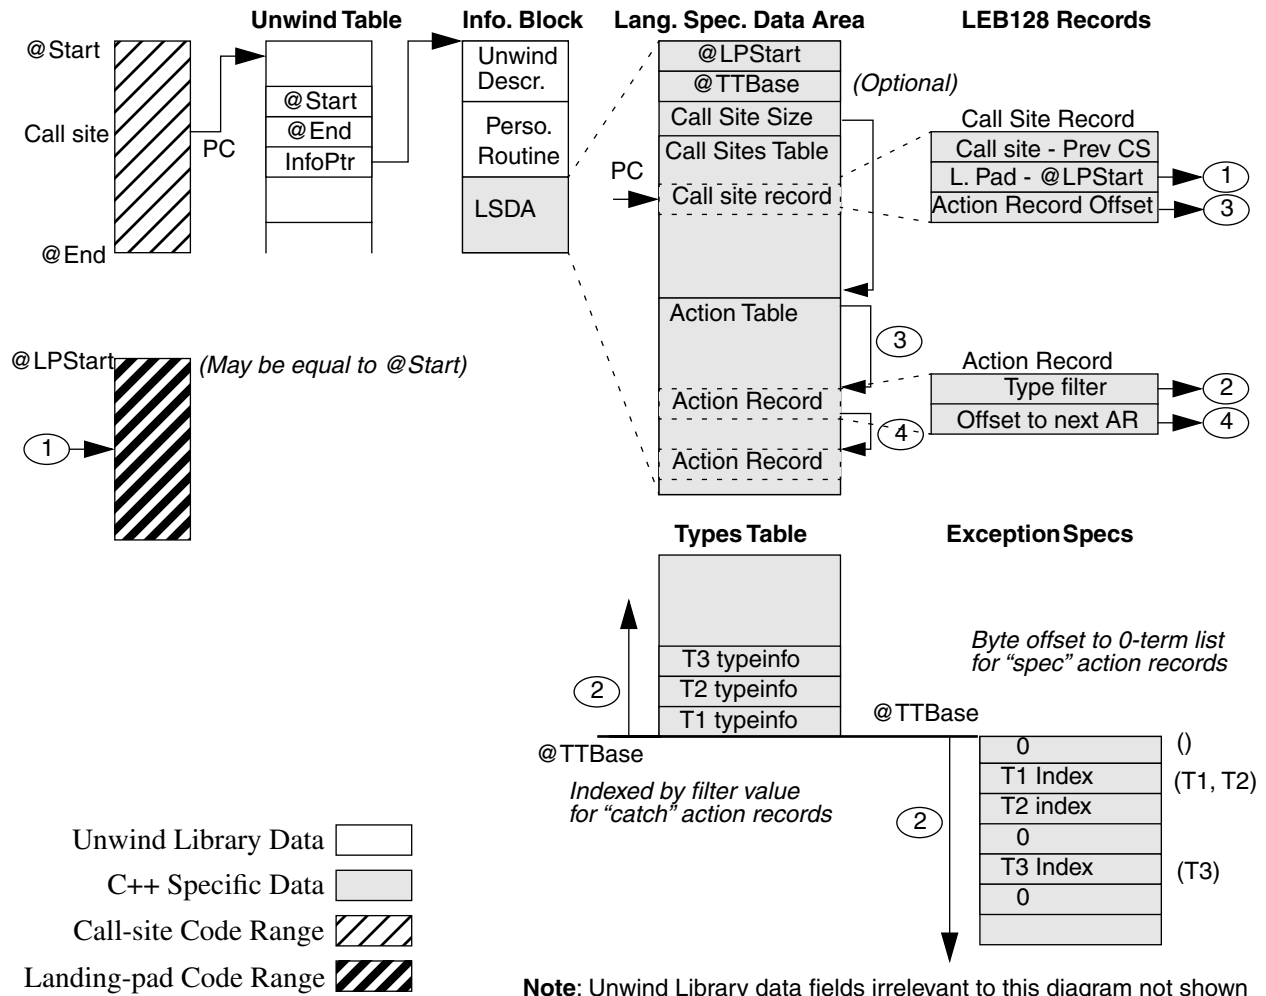 Unwind Table
Info. Block
Lang. Spec. Data Area
LEB128 Records
@Start
Call site
@End
PC
@Start
@End
InfoPtr
Unwind
Descr.
Perso.
Routine
LSDA
@LPStart
@TTBase
(Optional)
Call Site Size
Call Sites Table
PC
Call site record
Action Table
3
Action Record
4
Action Record
Call Site Record
Call site - Prev CS
L. Pad - @LPStart
1
Action Record Offset
3
Action Record
Type filter
2
Offset to next AR
4
@LPStart
(May be equal to @Start)
1
Types Table
Exception Specs
T3 typeinfo
T2 typeinfo
T1 typeinfo
2
@TTBase
Indexed by filter value
for “catch” action records
Byte offset to 0-term list
for “spec” action records
@TTBase
0
()
T1 Index
(T1, T2)
T2 index
0
T3 Index
(T3)
0
2
Unwind Library Data
C++ Specific Data
Call-site Code Range
Landing-pad Code Range
Note: Unwind Library data fields irrelevant to this diagram not shown